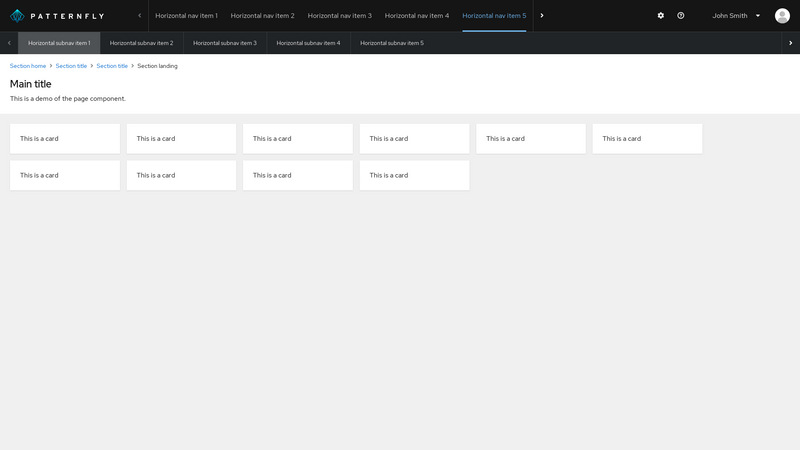 PATTERNFLY Horizontal nav item 1 Horizontal nav item 2 Horizontal nav item 3 Horizontal nav item 4 Horizontal nav item 5 John Smith
Horizontal subnav item 1 Horizontal subnav item 2 Horizontal subnav item 3 Horizontal subnav item 4 Horizontal subnav item 5
Section home > Section title > Section title > Section landing
Main title
This is a demo of the page component.
This is a card This is a card This is a card This is a card This is a card This is a card
This is a card This is a card This is a card This is a card